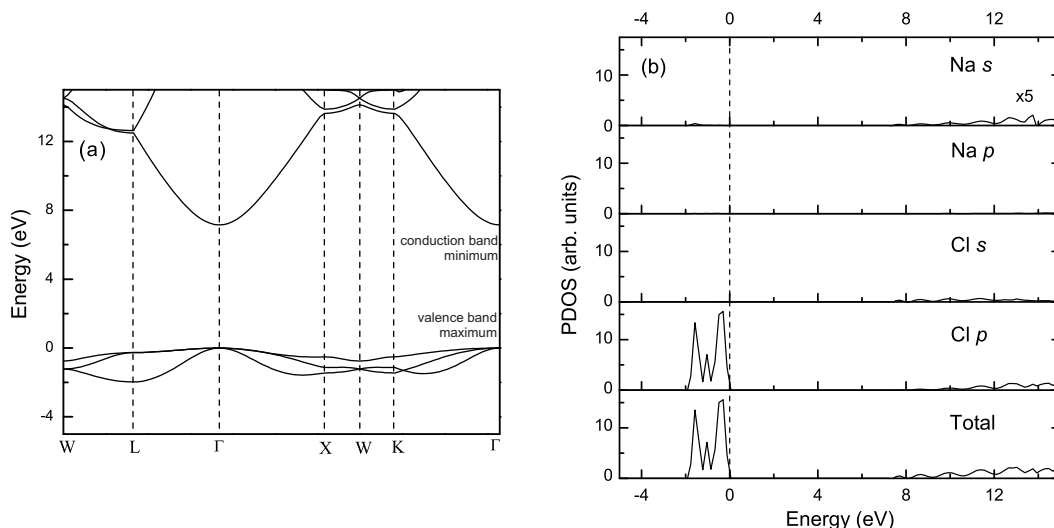 (a)
Energy (eV)
12
8
4
0
-4
conduction band
minimum
valence band
maximum
W L Γ X W K Γ
(b)
-4 0 4 8 12
PDOS (arb. units)
10
0
Na s
x5
10
0
Na p
10
0
Cl s
10
0
Cl p
10
0
Total
-4 0 4 8 12
Energy (eV)